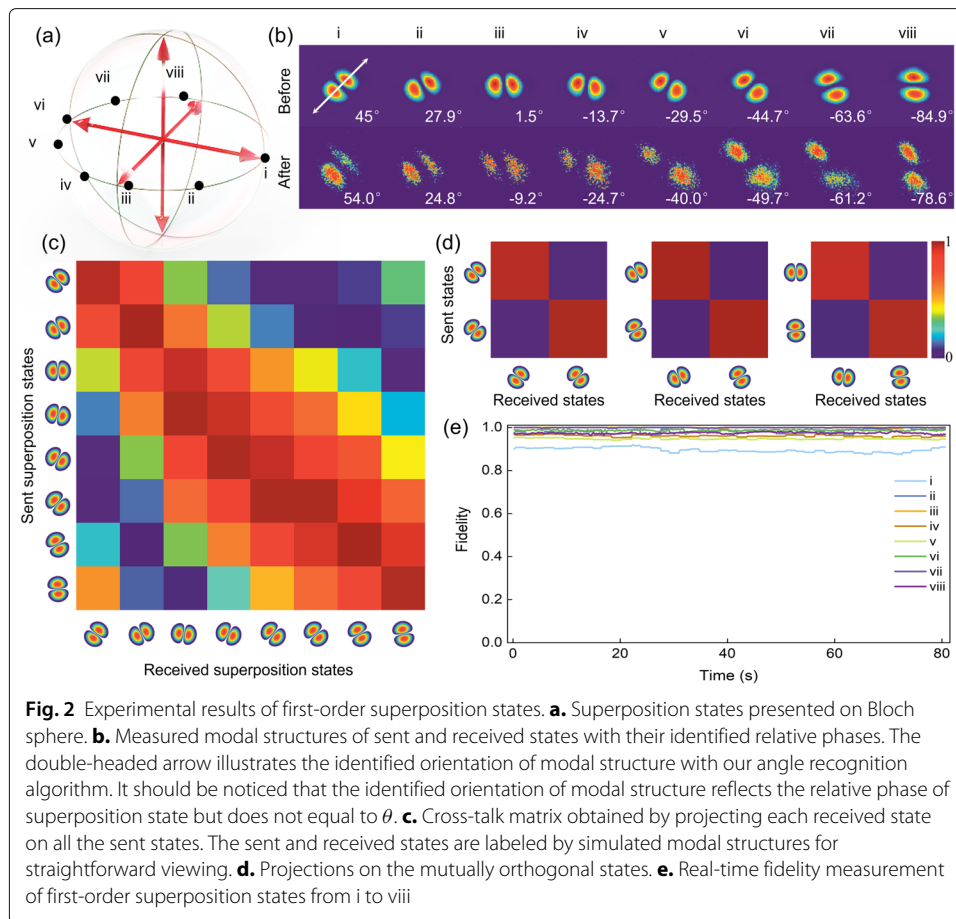 (a)
vii
viii
vi
v
i
iv
iii
ii
(b)
i ii iii iv v vi vii viii
Before
45° 27.9° 1.5° -13.7° -29.5° -44.7° -63.6° -84.9°
After
54.0° 24.8° -9.2° -24.7° -40.0° -49.7° -61.2° -78.6°
(c)
Sent superposition states
Received superposition states
(d)
Sent states
1
0
Received states Received states Received states
(e)
1.0
0.8
0.6
0.4
0.2
0.0
Fidelity
i
ii
iii
iv
v
vi
vii
viii
0 20 40 60 80
Time (s)
Fig. 2 Experimental results of first-order superposition states. a. Superposition states presented on Bloch
sphere. b. Measured modal structures of sent and received states with their identified relative phases. The
double-headed arrow illustrates the identified orientation of modal structure with our angle recognition
algorithm. It should be noticed that the identified orientation of modal structure reflects the relative phase of
superposition state but does not equal to θ. c. Cross-talk matrix obtained by projecting each received state
on all the sent states. The sent and received states are labeled by simulated modal structures for
straightforward viewing. d. Projections on the mutually orthogonal states. e. Real-time fidelity measurement
of first-order superposition states from i to viii